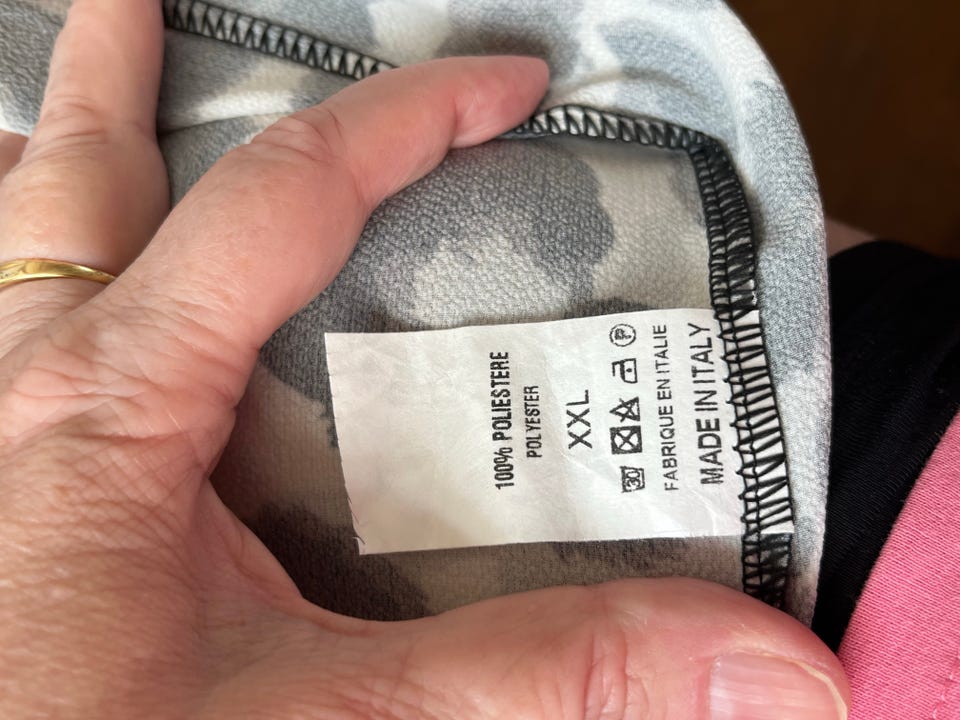 100% POLIESTERE
POLYESTER
XXL
30 P
FABRIQUE EN ITALIE
MADE IN ITALY